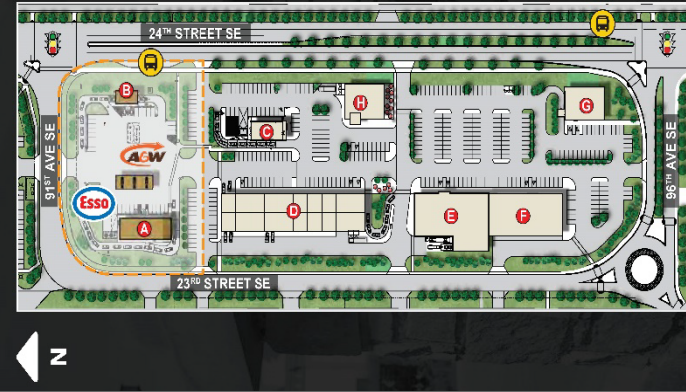 24TH STREET SE
B
H
G
C
A&W
91ST AVE SE
96TH AVE SE
Esso
D
E
F
A
23RD STREET SE
N